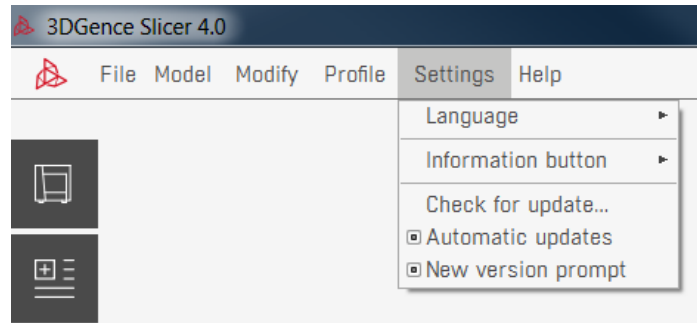 3DGence Slicer 4.0
File Model Modify Profile Settings Help
Language
Information button
Check for update...
Automatic updates
New version prompt